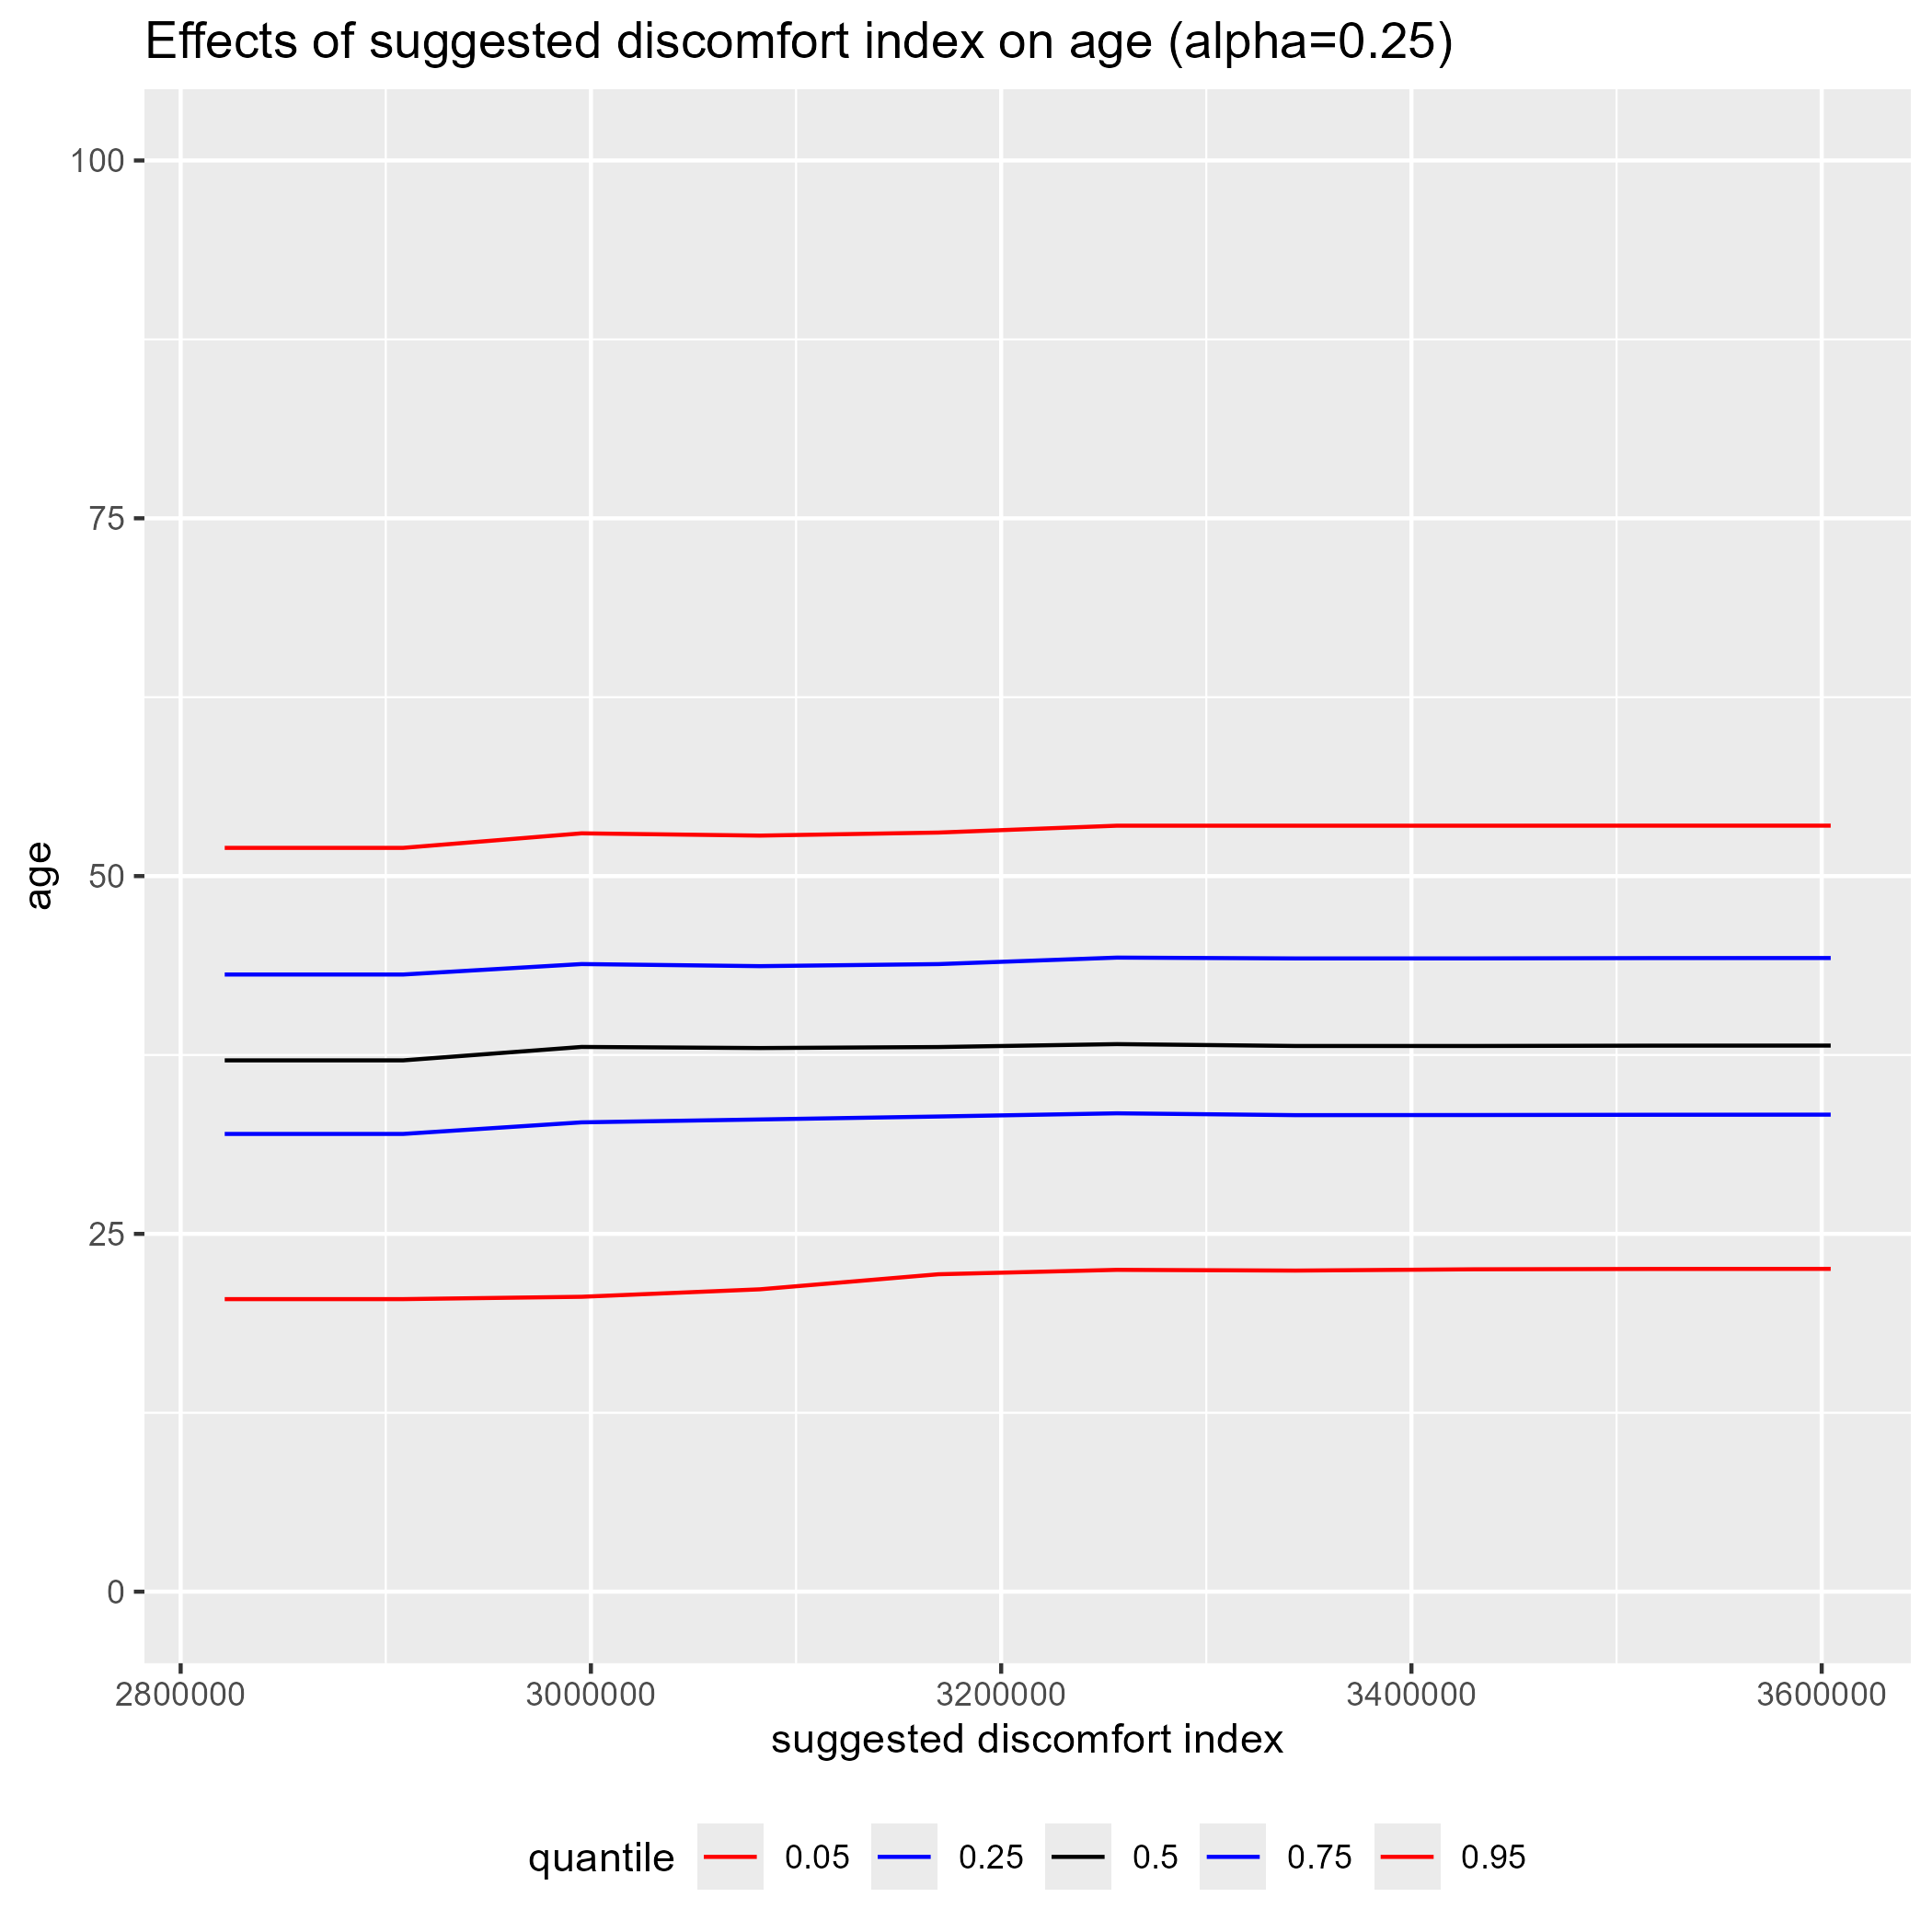 Effects of suggested discomfort index on age (alpha=0.25)
100
75
50
25
0
age
2800000 3000000 3200000 3400000 3600000
suggested discomfort index
quantile 0.05 0.25 0.5 0.75 0.95